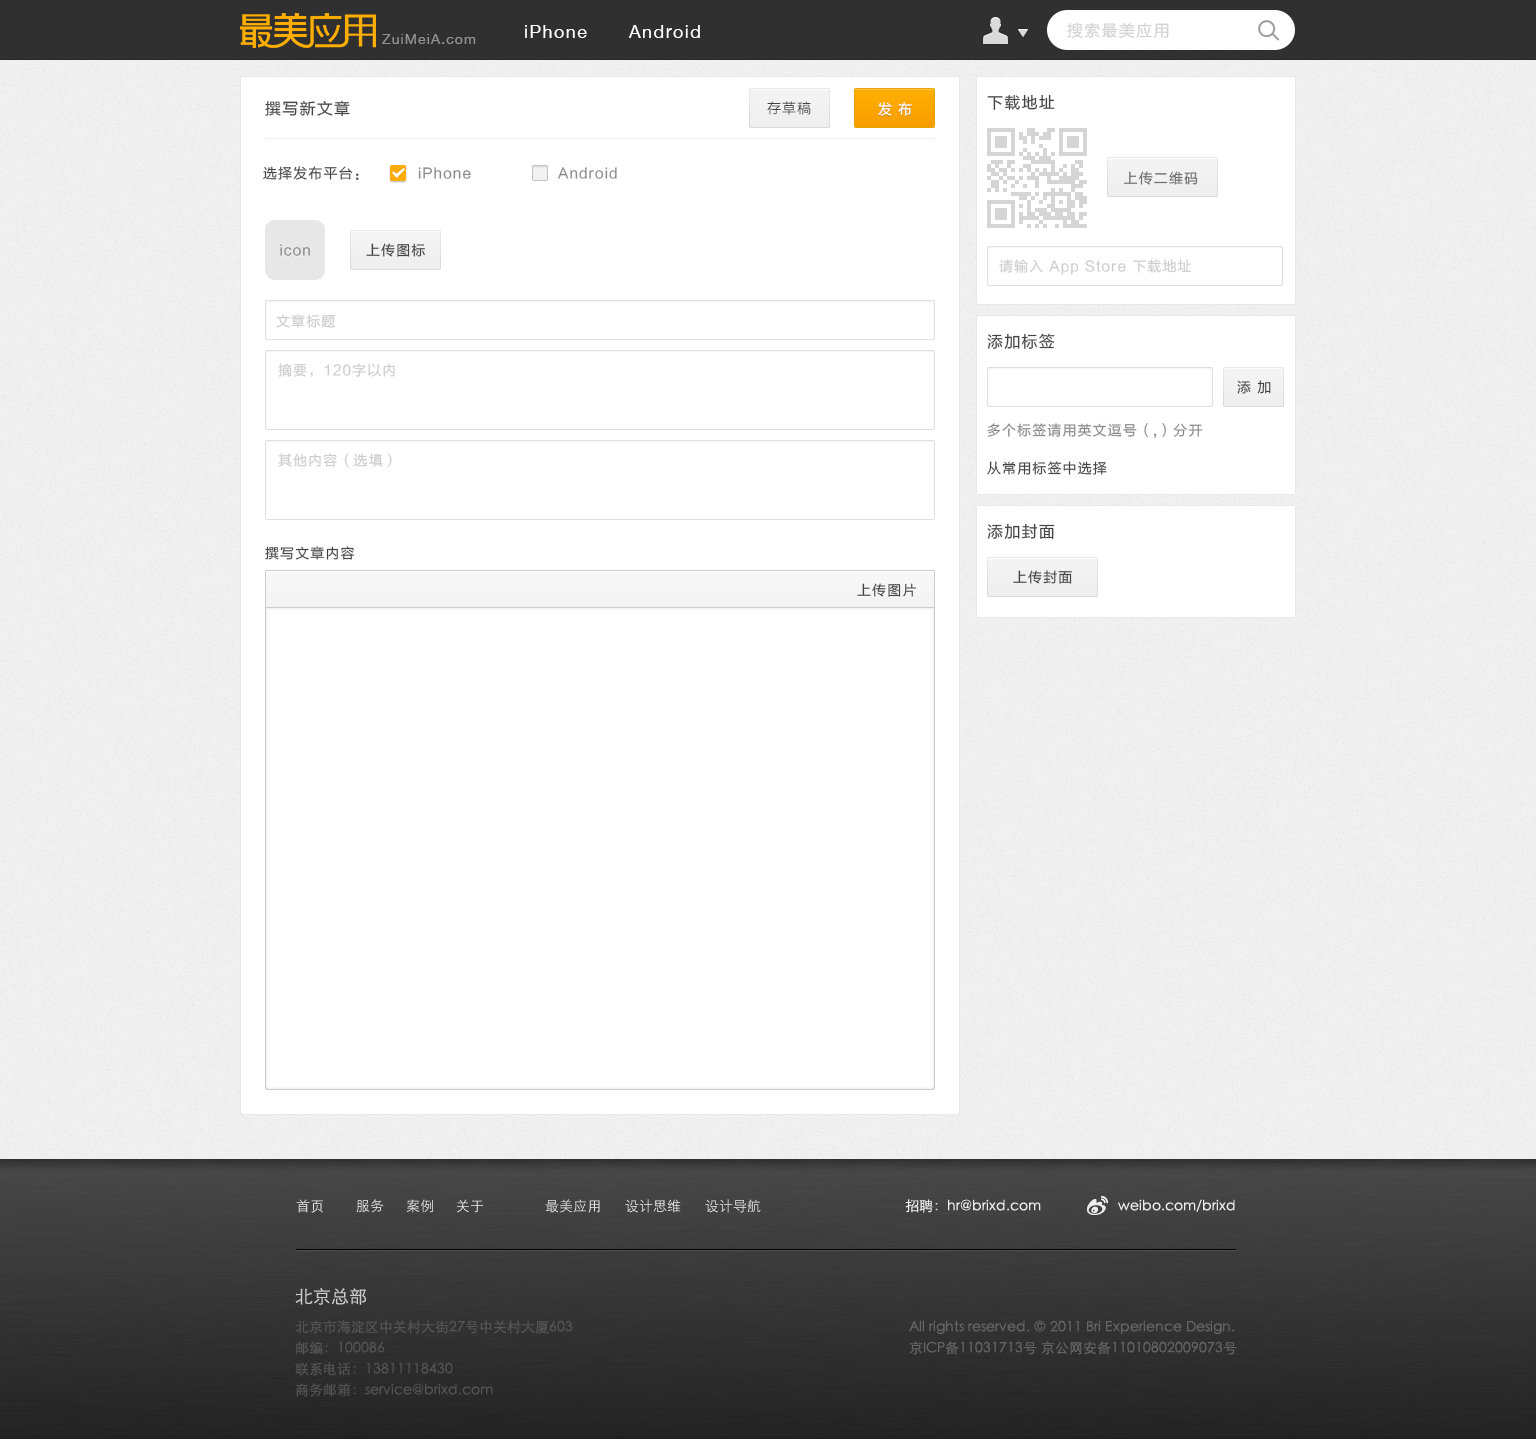 最美应用 ZuiMeiA.com iPhone Android 搜索最美应用
撰写新文章 存草稿 发布
选择发布平台： iPhone Android
icon 上传图标
文章标题
摘要，120字以内
其他内容（选填）
撰写文章内容
上传图片
下载地址
上传二维码
请输入 App Store 下载地址
添加标签
添加
多个标签请用英文逗号（,）分开
从常用标签中选择
添加封面
上传封面
首页 服务 案例 关于 最美应用 设计思维 设计导航 招聘：hr@brixd.com weibo.com/brixd
北京总部
北京市海淀区中关村大街27号中关村大厦603
邮编：100086
联系电话：13811118430
商务邮箱：service@brixd.com
All rights reserved. © 2011 Bri Experience Design.
京ICP备11031713号 京公网安备11010802009073号